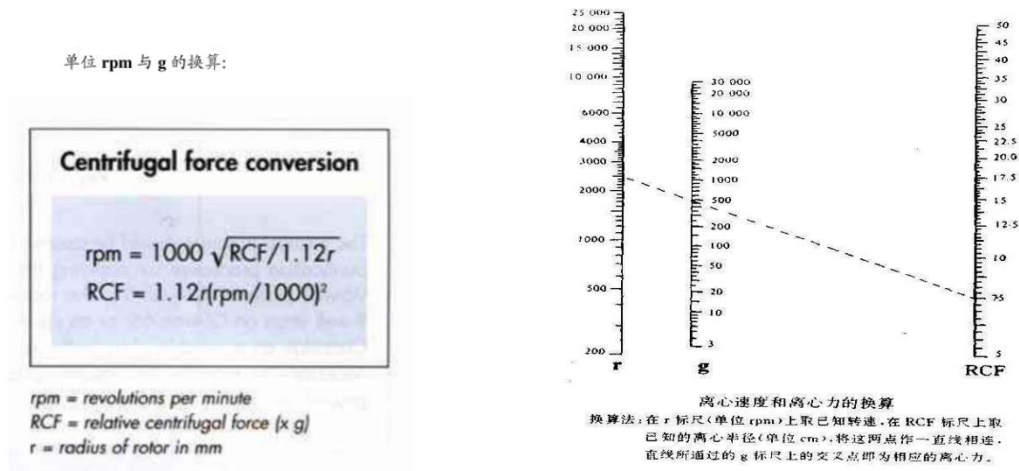 单位 rpm 与 g 的换算:
Centrifugal force conversion
rpm = 1000 √RCF/1.12r
RCF = 1.12r(rpm/1000)²
rpm = revolutions per minute
RCF = relative centrifugal force (x g)
r = radius of rotor in mm
25 000
20 000
15 000
10 000
6000
4000
3000
2000
1000
500
200
r
30 000
20 000
10 000
5000
2000
1000
500
200
100
50
20
10
3
g
50
45
40
35
30
25
22.5
20.0
17.5
15
12.5
10
75
5
RCF
离心速度和离心力的换算
换算法:在 r 标尺(单位 rpm)上取已知转速,在 RCF 标尺上取
已知的离心半径(单位 cm),将这两点作一直线相连,
直线所通过的 g 标尺上的交叉点即为相应的离心力。